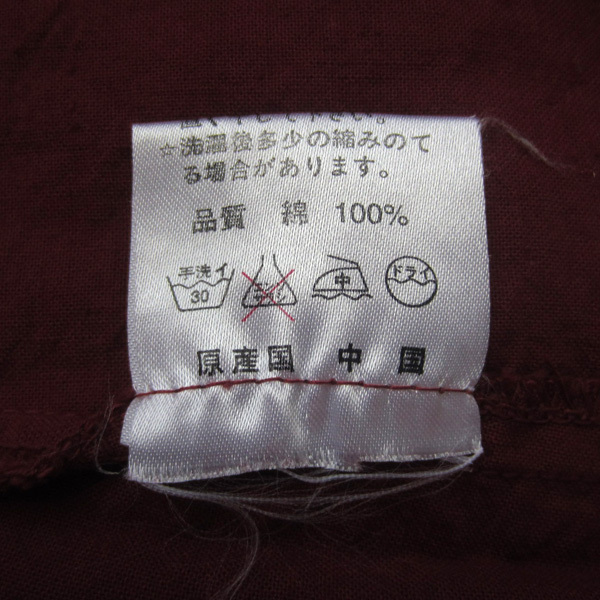 ☆洗濯後多少の縮みのて
る場合があります。
品質 綿 100%
手洗イ 30 中 ドライ
原産国 中国